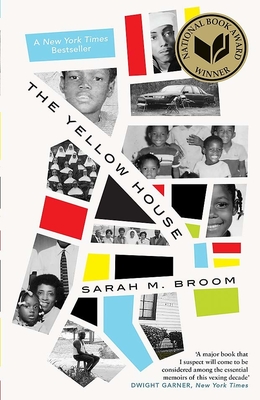 A New York Times
Bestseller
NATIONAL BOOK AWARD
WINNER
THE YELLOW HOUSE
SARAH M. BROOM
‘A major book that
I suspect will come to be
considered among the essential
memoirs of this vexing decade’
DWIGHT GARNER, New York Times